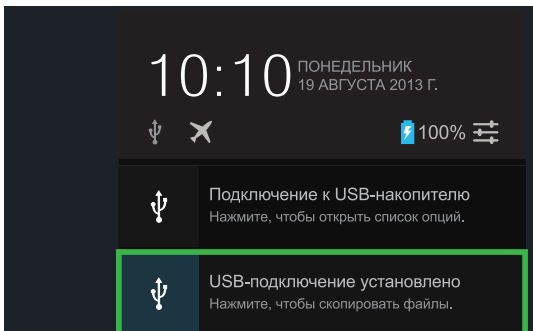 10:10 ПОНЕДЕЛЬНИК
19 АВГУСТА 2013 Г.
100%
Подключение к USB-накопителю
Нажмите, чтобы открыть список опций.
USB-подключение установлено
Нажмите, чтобы скопировать файлы.